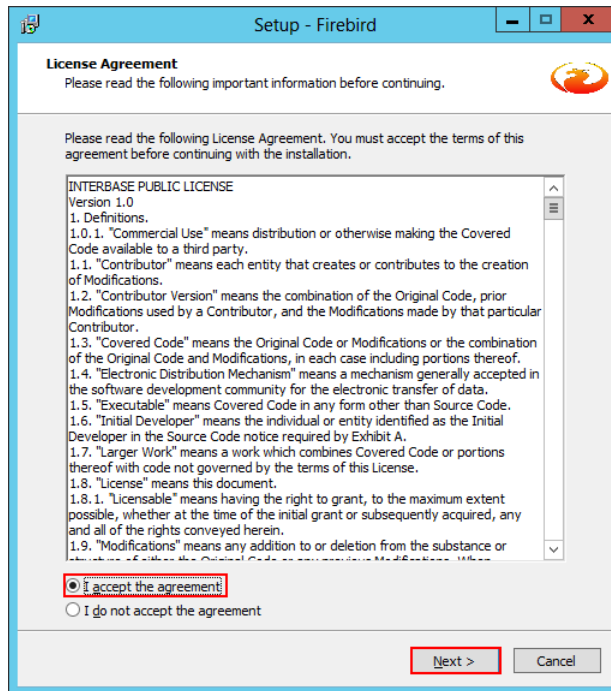 Setup - Firebird
License Agreement
Please read the following important information before continuing.
Please read the following License Agreement. You must accept the terms of this
agreement before continuing with the installation.
INTERBASE PUBLIC LICENSE
Version 1.0
1. Definitions.
1.0.1. "Commercial Use" means distribution or otherwise making the Covered
Code available to a third party.
1.1. "Contributor" means each entity that creates or contributes to the creation
of Modifications.
1.2. "Contributor Version" means the combination of the Original Code, prior
Modifications used by a Contributor, and the Modifications made by that particular
Contributor.
1.3. "Covered Code" means the Original Code or Modifications or the combination
of the Original Code and Modifications, in each case including portions thereof.
1.4. "Electronic Distribution Mechanism" means a mechanism generally accepted in
the software development community for the electronic transfer of data.
1.5. "Executable" means Covered Code in any form other than Source Code.
1.6. "Initial Developer" means the individual or entity identified as the Initial
Developer in the Source Code notice required by Exhibit A.
1.7. "Larger Work" means a work which combines Covered Code or portions
thereof with code not governed by the terms of this License.
1.8. "License" means this document.
1.8.1. "Licensable" means having the right to grant, to the maximum extent
possible, whether at the time of the initial grant or subsequently acquired, any
and all of the rights conveyed herein.
1.9. "Modifications" means any addition to or deletion from the substance or
structure of either the Original Code or any previous Modifications. When
I accept the agreement
I do not accept the agreement
Next >
Cancel